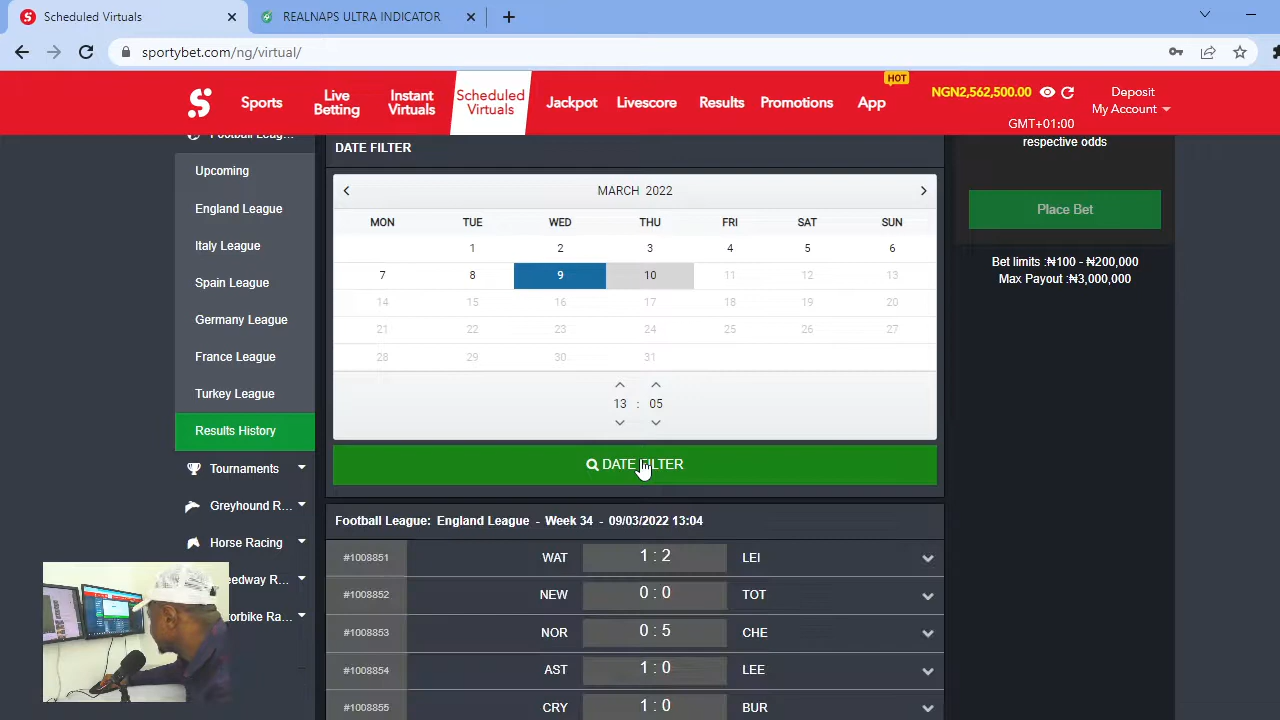 Scheduled Virtuals
REALNAPS ULTRA INDICATOR
sportybet.com/ng/virtual/
Sports
Live Betting
Instant Virtuals
Scheduled Virtuals
Jackpot
Livescore
Results
Promotions
App
HOT
NGN2,562,500.00
Deposit
My Account
GMT+01:00
Football Leag...
Upcoming
England League
Italy League
Spain League
Germany League
France League
Turkey League
Results History
Tournaments
Greyhound R...
Horse Racing
eedway R...
torbike Ra...
DATE FILTER
MARCH 2022
MON TUE WED THU FRI SAT SUN
1 2 3 4 5 6
7 8 9 10 11 12 13
14 15 16 17 18 19 20
21 22 23 24 25 26 27
28 29 30 31
13 : 05
DATE FILTER
Football League: England League - Week 34 - 09/03/2022 13:04
#1008851 WAT 1 : 2 LEI
#1008852 NEW 0 : 0 TOT
#1008853 NOR 0 : 5 CHE
#1008854 AST 1 : 0 LEE
#1008855 CRY 1 : 0 BUR
respective odds
Place Bet
Bet limits :₦100 - ₦200,000
Max Payout :₦3,000,000